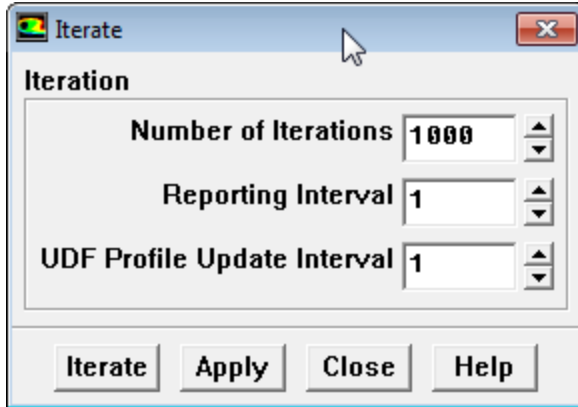 Iterate
Iteration
Number of Iterations 1000
Reporting Interval 1
UDF Profile Update Interval 1
Iterate Apply Close Help